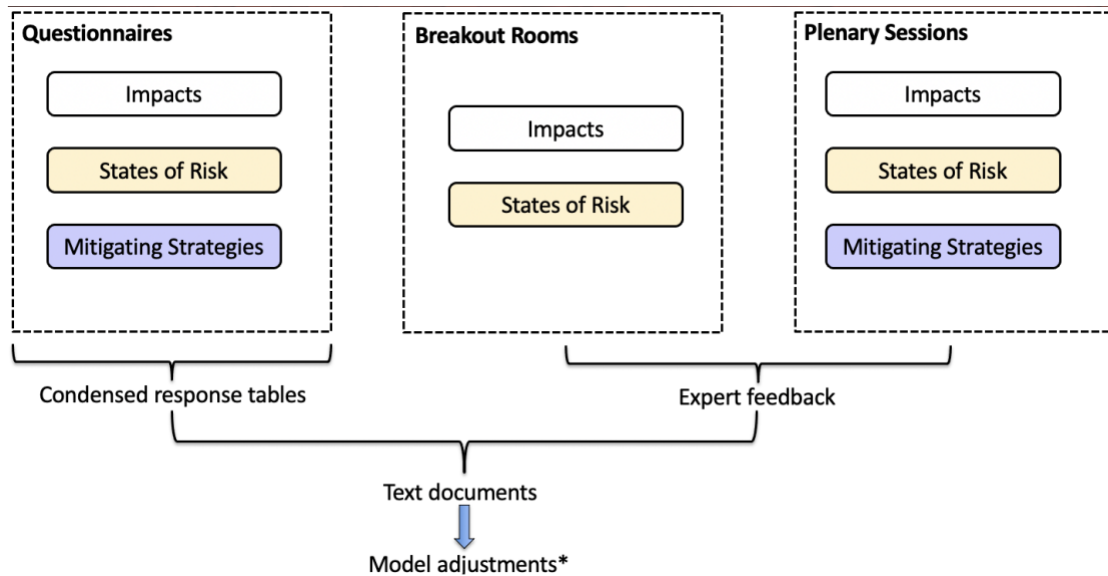 Questionnaires
Impacts
States of Risk
Mitigating Strategies
Breakout Rooms
Impacts
States of Risk
Plenary Sessions
Impacts
States of Risk
Mitigating Strategies
Condensed response tables
Expert feedback
Text documents
Model adjustments*